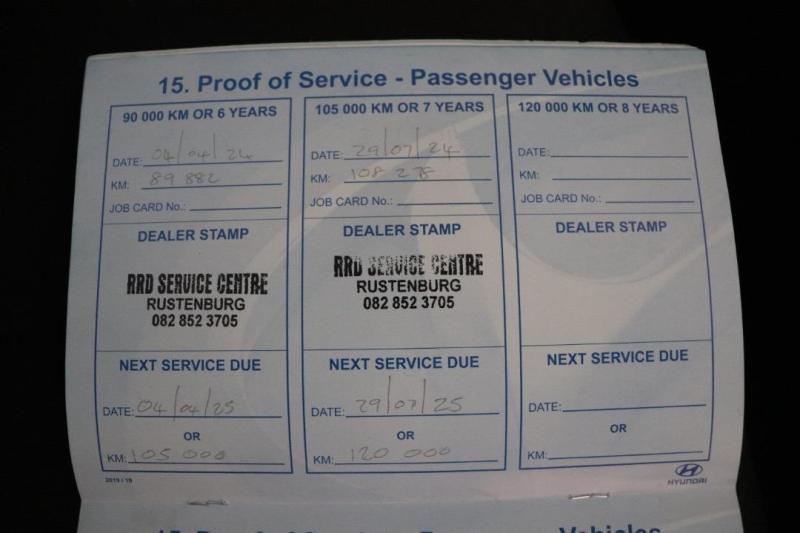 15. Proof of Service - Passenger Vehicles
90 000 KM OR 6 YEARS
DATE: 04/04/24
KM: 89 882
JOB CARD No.:
DEALER STAMP
RRD SERVICE CENTRE
RUSTENBURG
082 852 3705
NEXT SERVICE DUE
DATE: 04/04/25
OR
KM: 105 000
105 000 KM OR 7 YEARS
DATE: 29/07/24
KM: 108 278
JOB CARD No.:
DEALER STAMP
RRD SERVICE CENTRE
RUSTENBURG
082 852 3705
NEXT SERVICE DUE
DATE: 29/07/25
OR
KM: 120 000
120 000 KM OR 8 YEARS
DATE:
KM:
JOB CARD No.:
DEALER STAMP
NEXT SERVICE DUE
DATE:
OR
KM:
2019 / 19
HYUNDAI